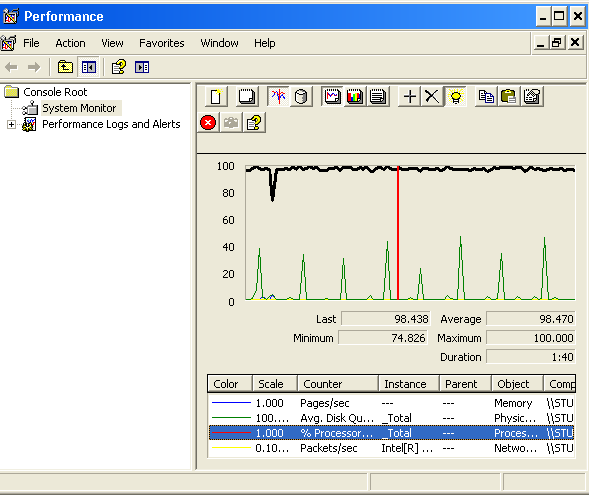 Performance
File Action View Favorites Window Help
Console Root
System Monitor
Performance Logs and Alerts
100
80
60
40
20
0
Last 98.438 Average 98.470
Minimum 74.826 Maximum 100.000
Duration 1:40
Color Scale Counter Instance Parent Object Comp
1.000 Pages/sec --- --- Memory \\STU
100.... Avg. Disk Qu... _Total --- Physic... \\STU
1.000 % Processor... _Total --- Proces... \\STU
0.10... Packets/sec Intel[R] ... --- Netwo... \\STU